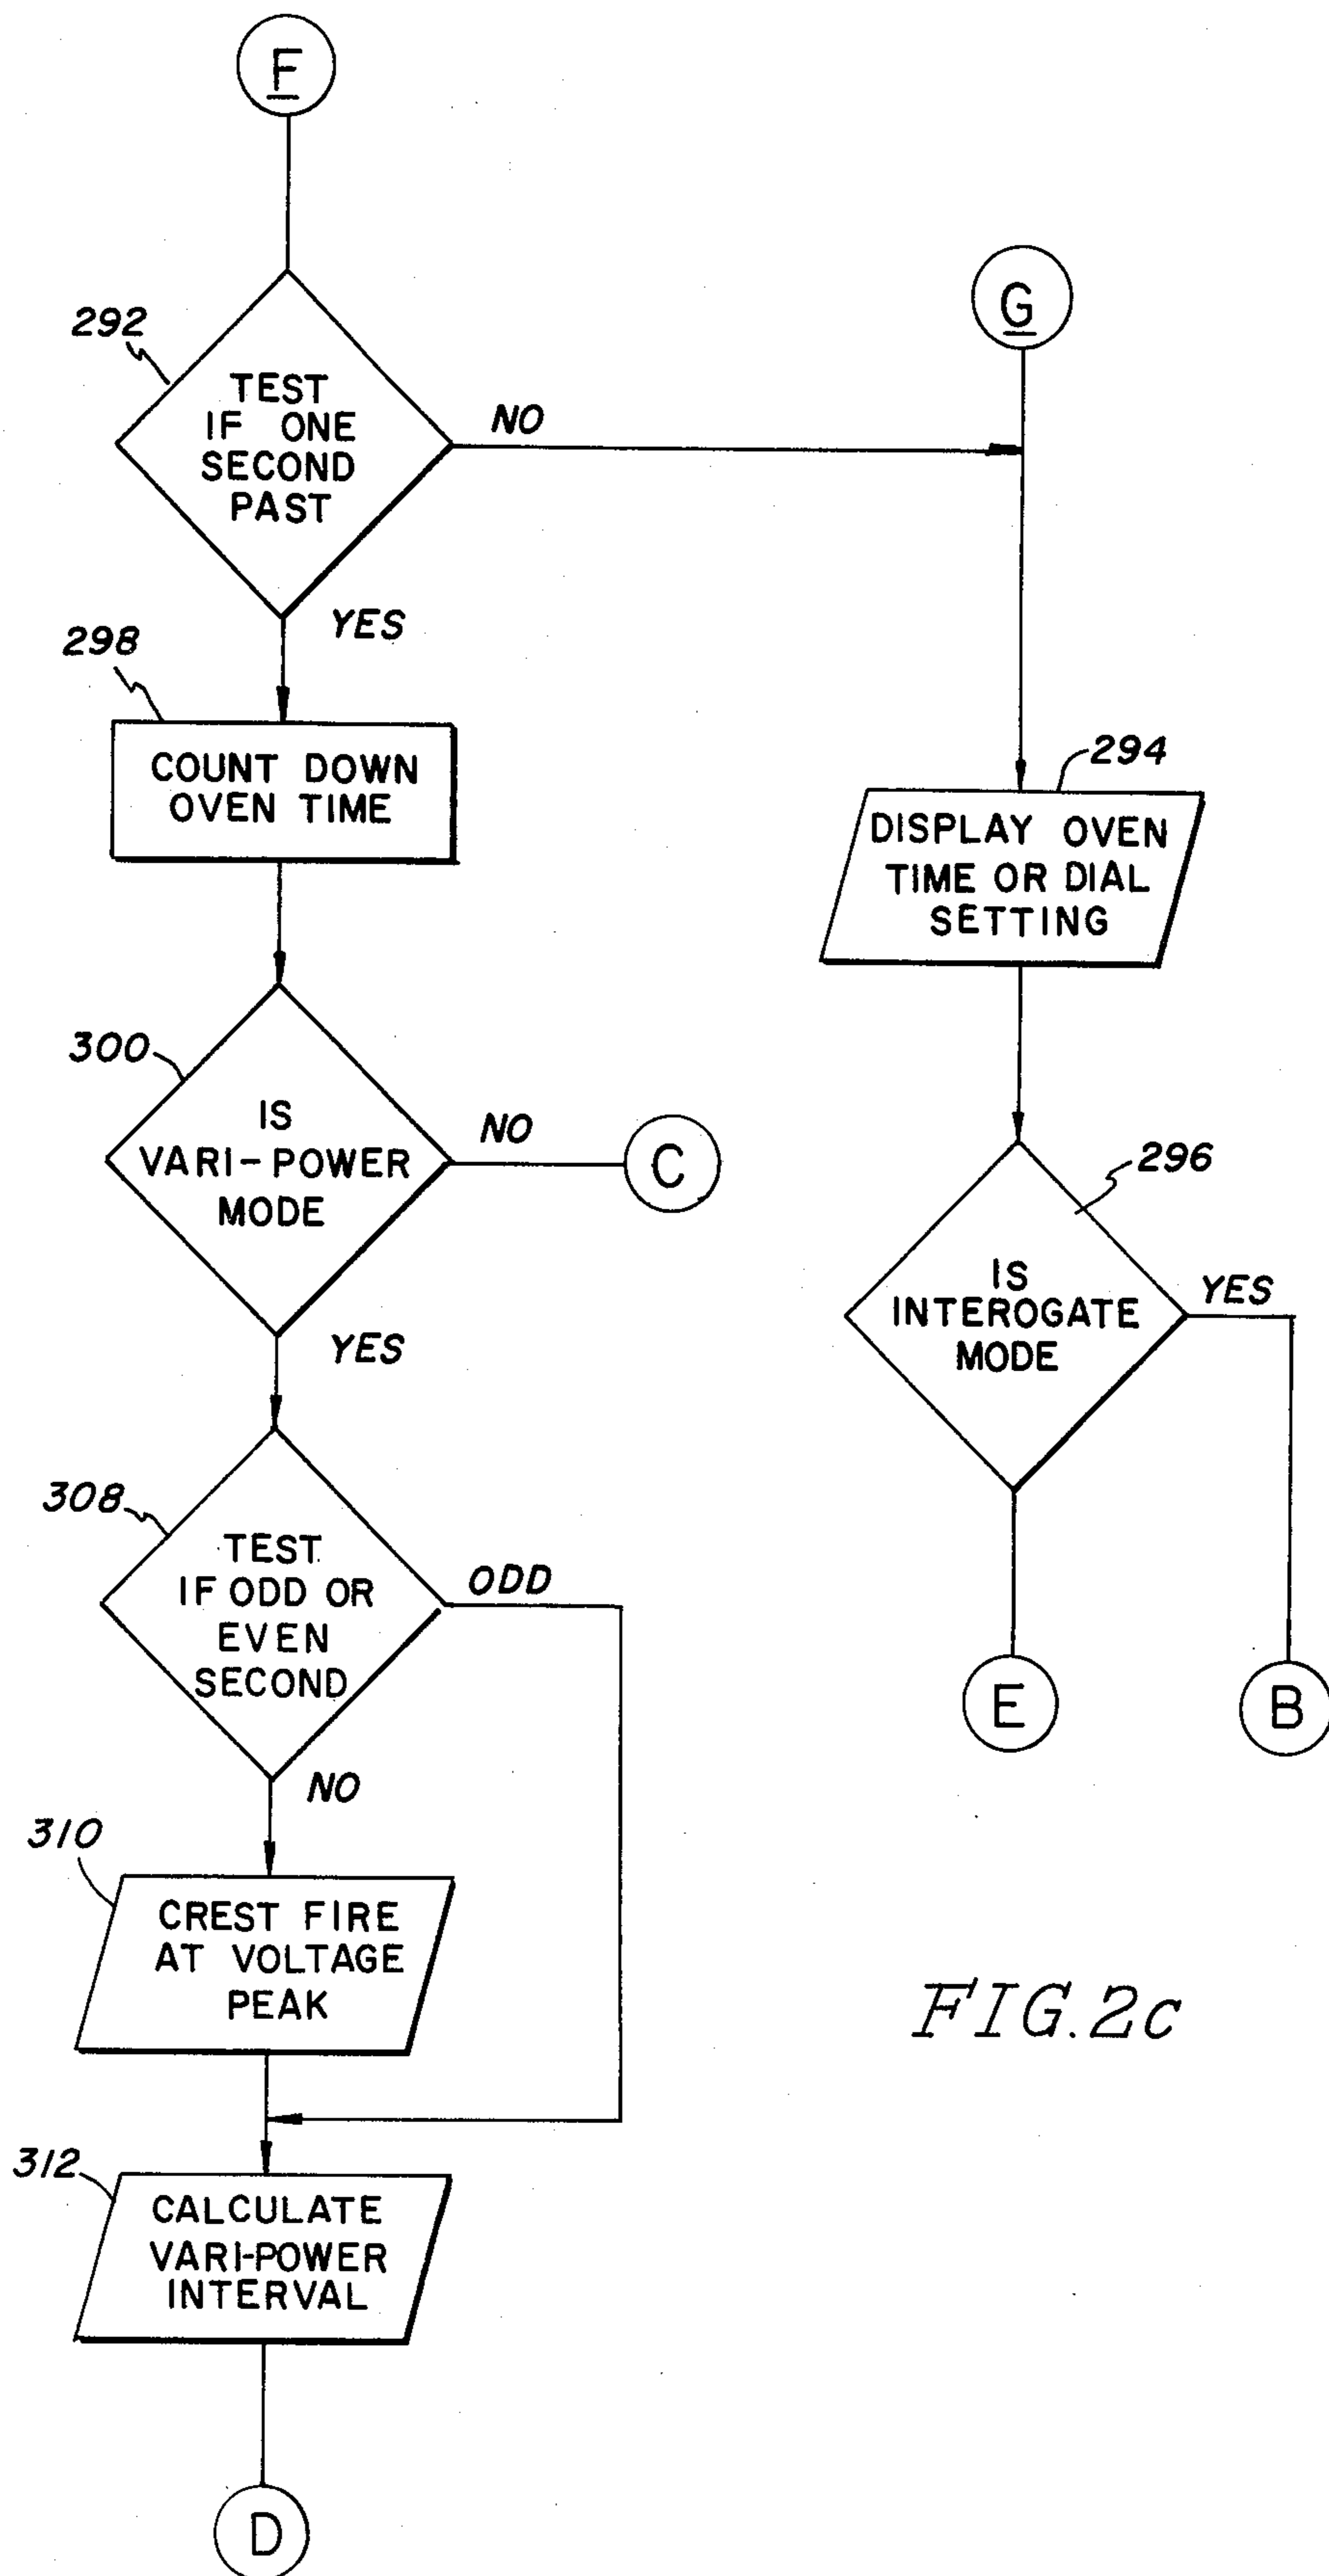 F
292
TEST
IF ONE
SECOND
PAST
NO
YES
G
298
COUNT DOWN
OVEN TIME
294
DISPLAY OVEN
TIME OR DIAL
SETTING
300
IS
VARI-POWER
MODE
NO
C
YES
296
IS
INTEROGATE
MODE
YES
E
B
308
TEST
IF ODD OR
EVEN
SECOND
ODD
NO
310
CREST FIRE
AT VOLTAGE
PEAK
312
CALCULATE
VARI-POWER
INTERVAL
D
FIG. 2c